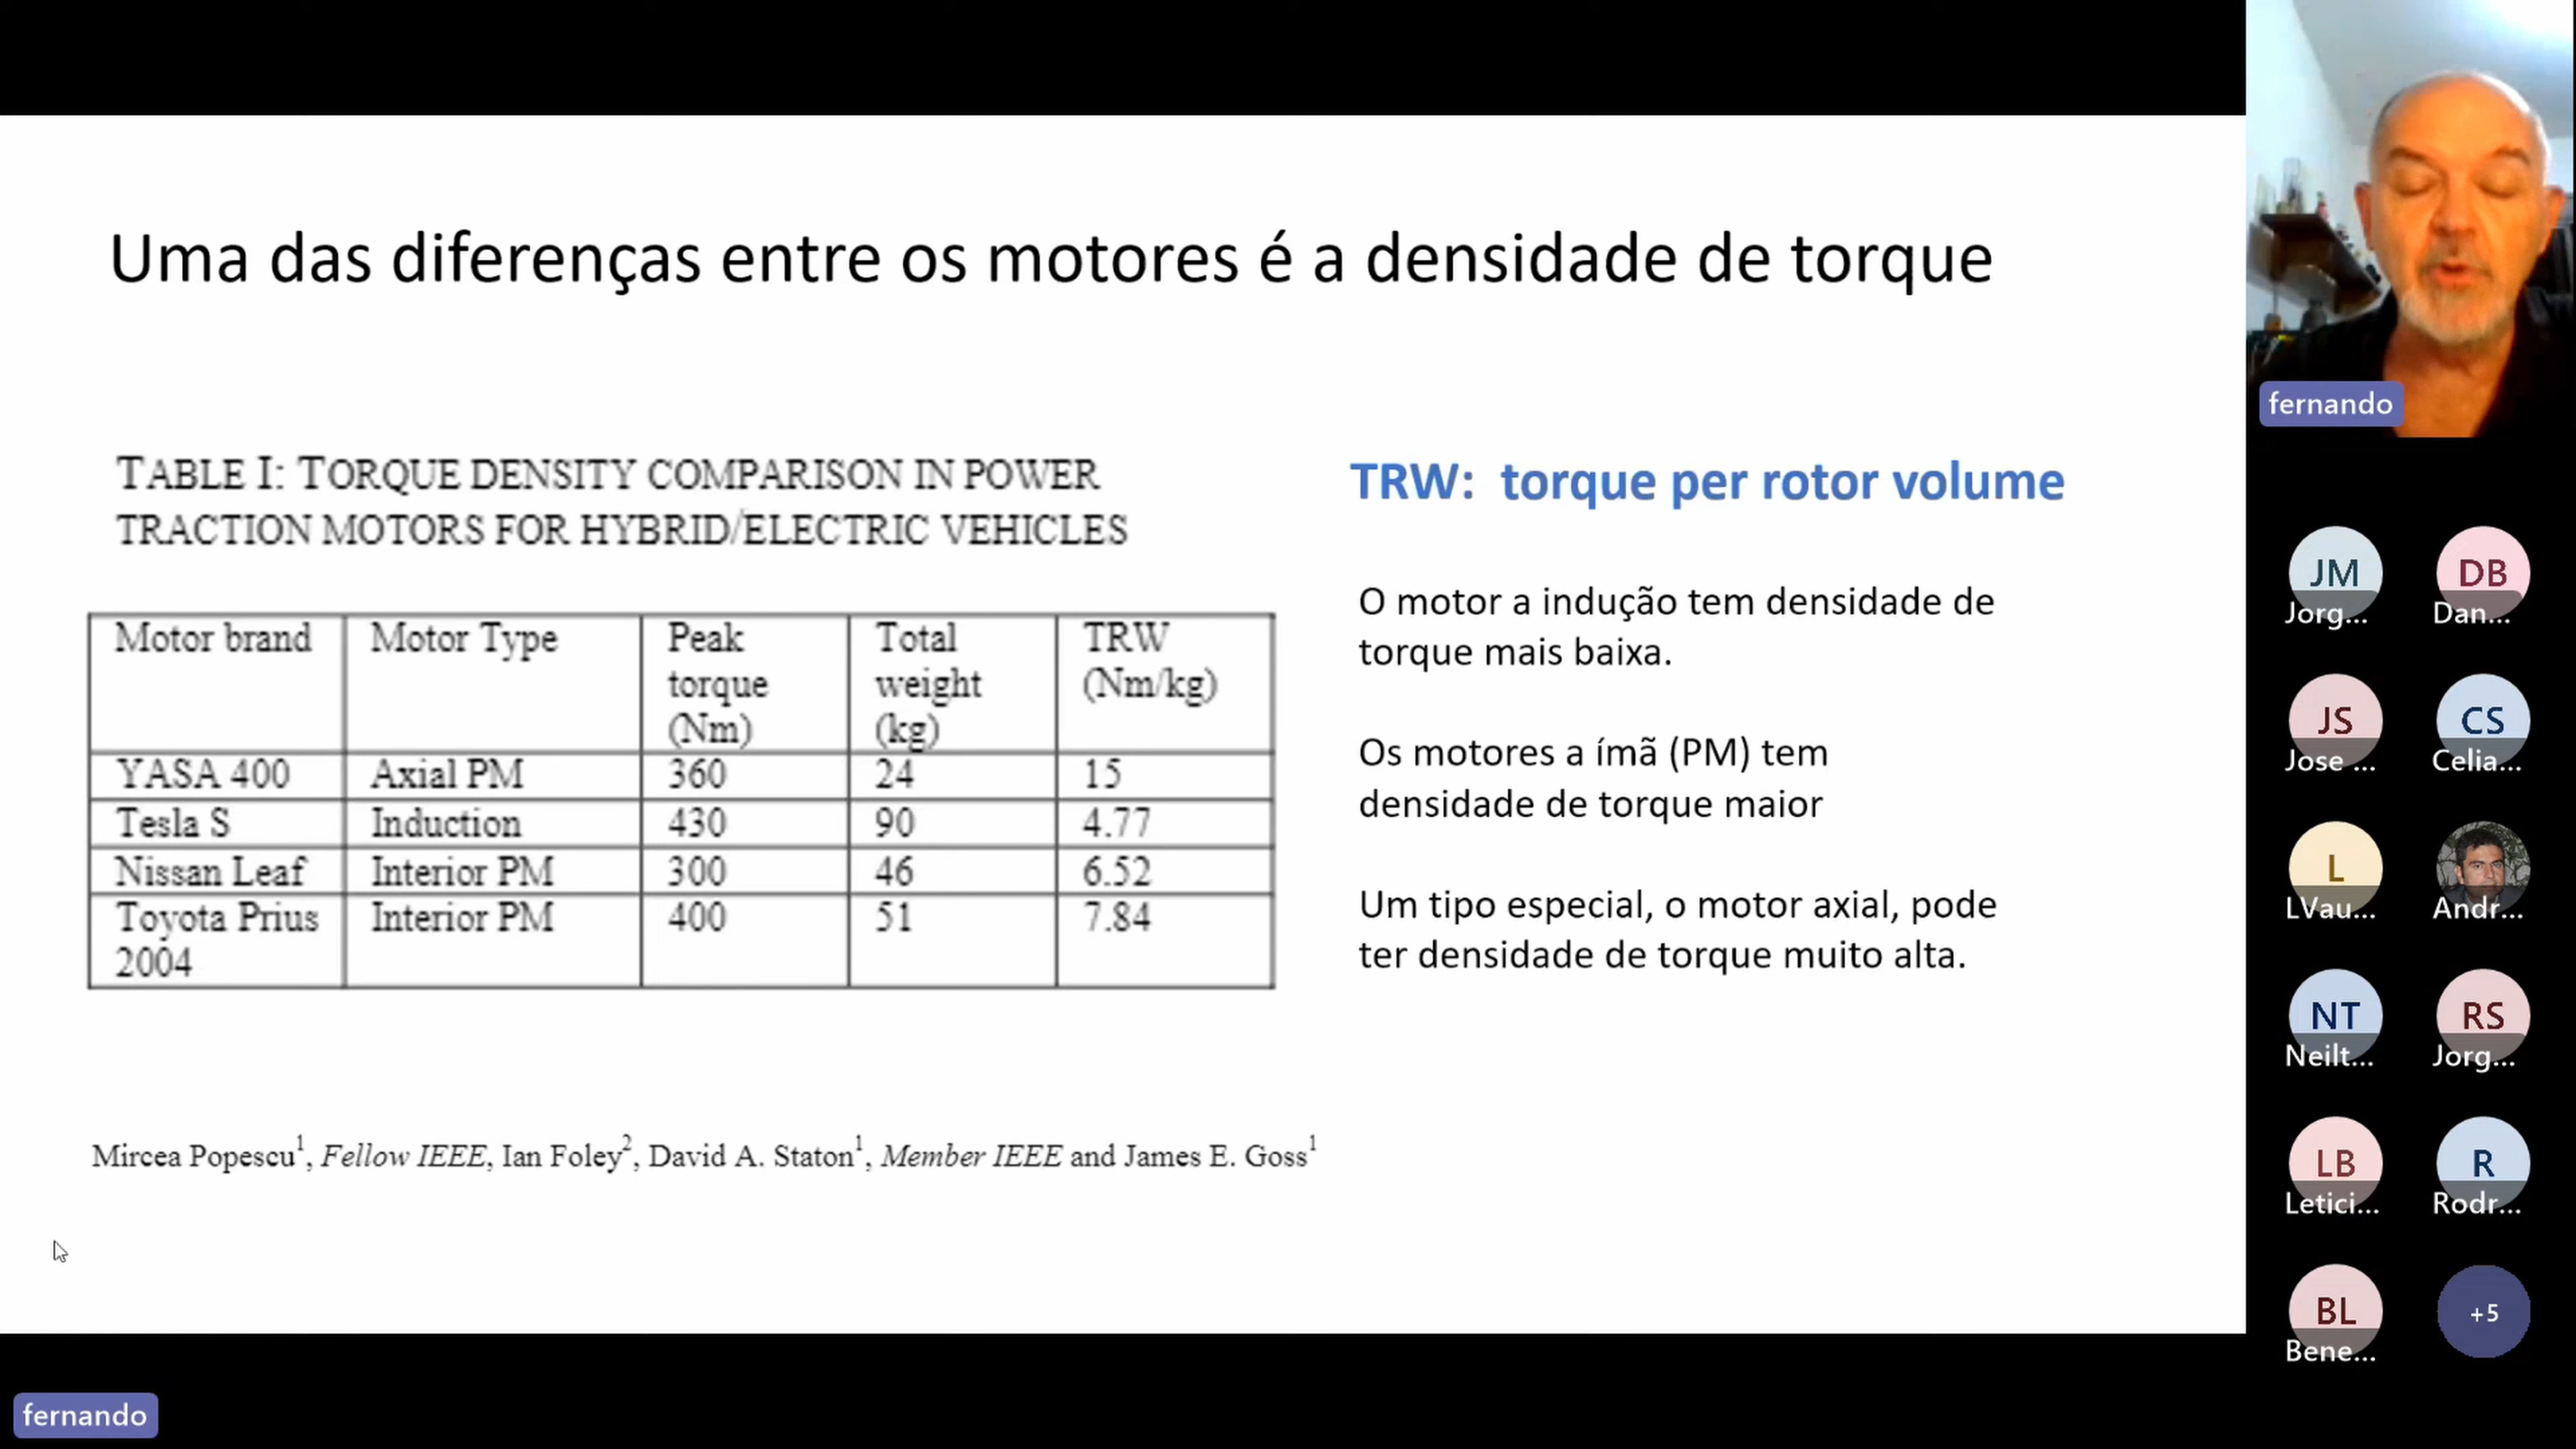 Uma das diferenças entre os motores é a densidade de torque
TABLE I: TORQUE DENSITY COMPARISON IN POWER
TRACTION MOTORS FOR HYBRID/ELECTRIC VEHICLES
Motor brand Motor Type Peak torque (Nm) Total weight (kg) TRW (Nm/kg)
YASA 400 Axial PM 360 24 15
Tesla S Induction 430 90 4.77
Nissan Leaf Interior PM 300 46 6.52
Toyota Prius 2004 Interior PM 400 51 7.84
Mircea Popescu¹, Fellow IEEE, Ian Foley², David A. Staton¹, Member IEEE and James E. Goss¹
TRW: torque per rotor volume
O motor a indução tem densidade de
torque mais baixa.
Os motores a ímã (PM) tem
densidade de torque maior
Um tipo especial, o motor axial, pode
ter densidade de torque muito alta.
fernando
JM DB
Jorg... Dan...
JS CS
Jose ... Celia...
L
LVau... Andr...
NT RS
Neilt... Jorg...
LB R
Letici... Rodr...
BL +5
Bene...
fernando